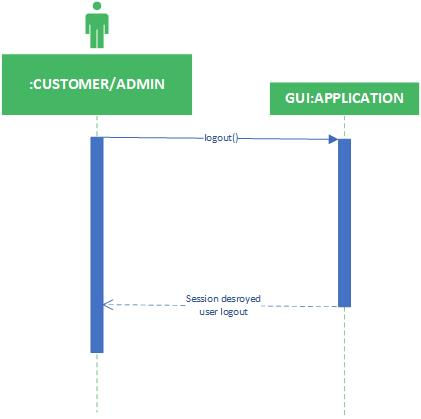 :CUSTOMER/ADMIN
GUI:APPLICATION
logout()
Session desroyed
user logout